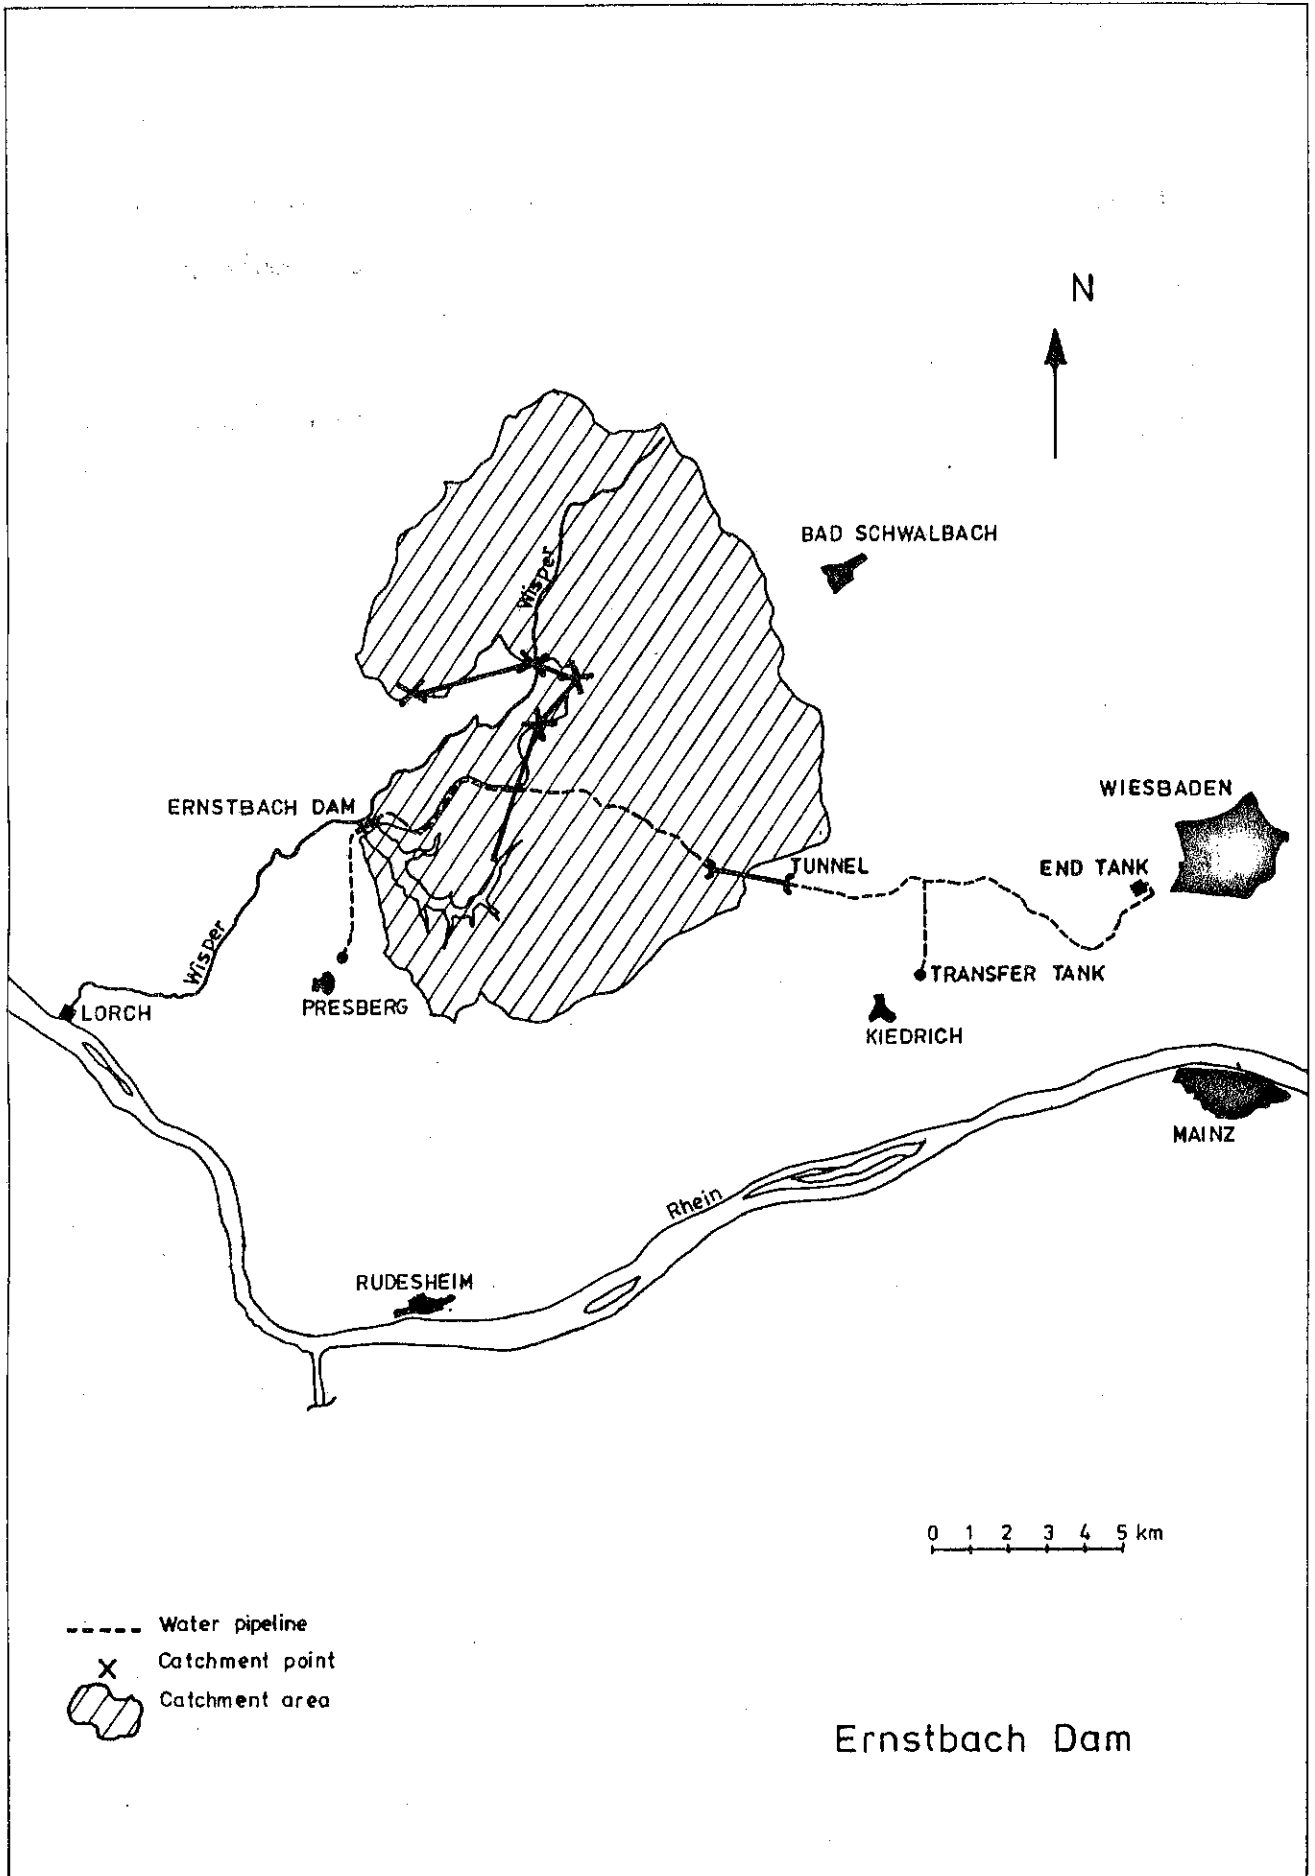 N
BAD SCHWALBACH
Wisper
WIESBADEN
ERNSTBACH DAM
TUNNEL
END TANK
Wisper
TRANSFER TANK
PRESBERG
LORCH
KIEDRICH
MAINZ
Rhein
RUDESHEIM
0 1 2 3 4 5 km
Water pipeline
Catchment point
Catchment area
Ernstbach Dam